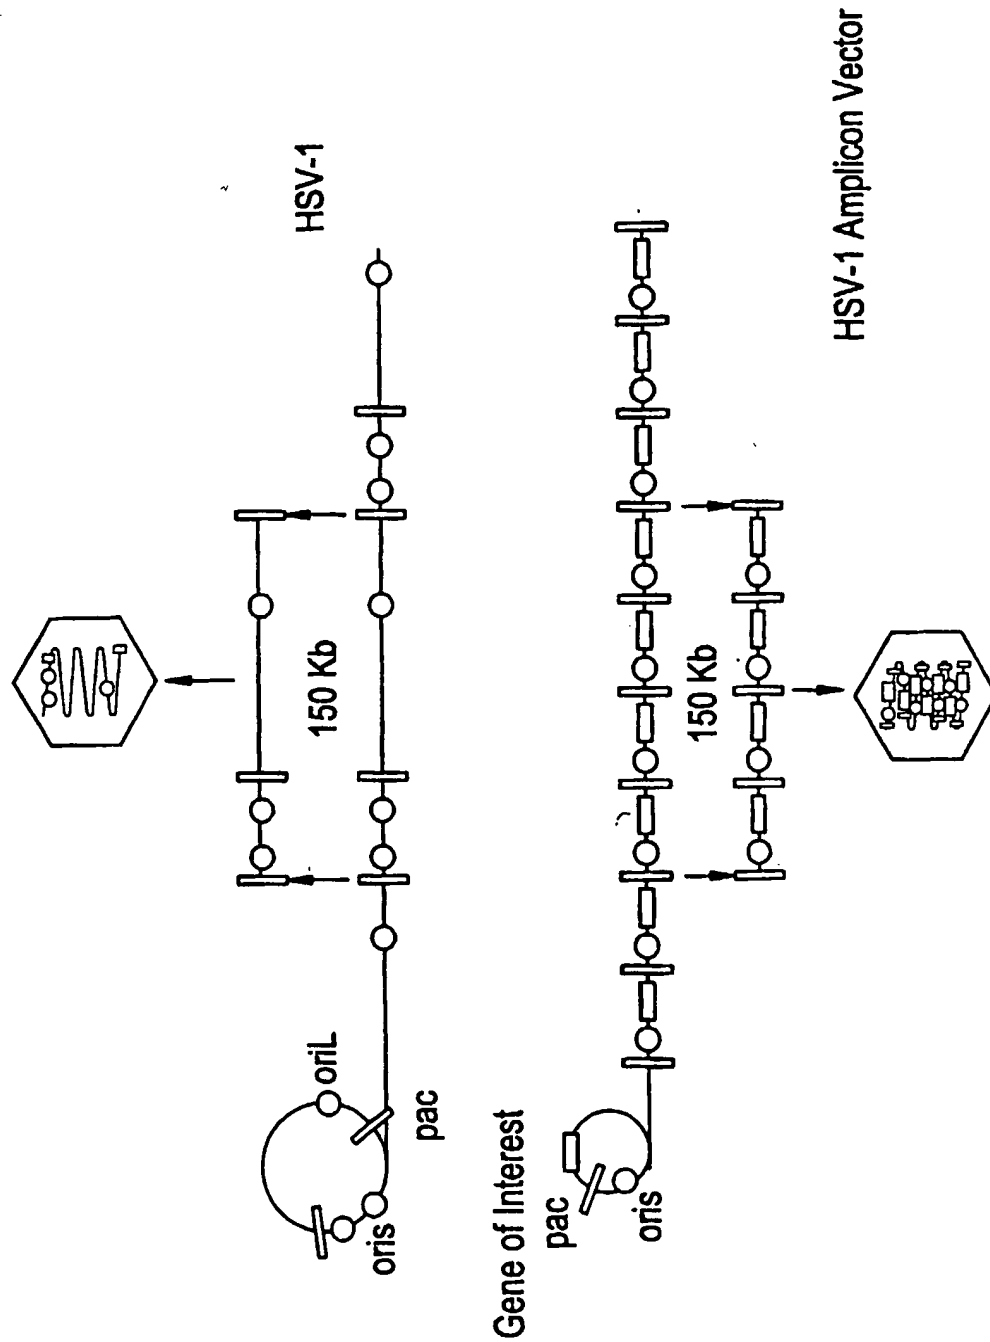 HSV-1
150 Kb
oriL
pac
oris
Gene of Interest
pac
oris
150 Kb
HSV-1 Amplicon Vector